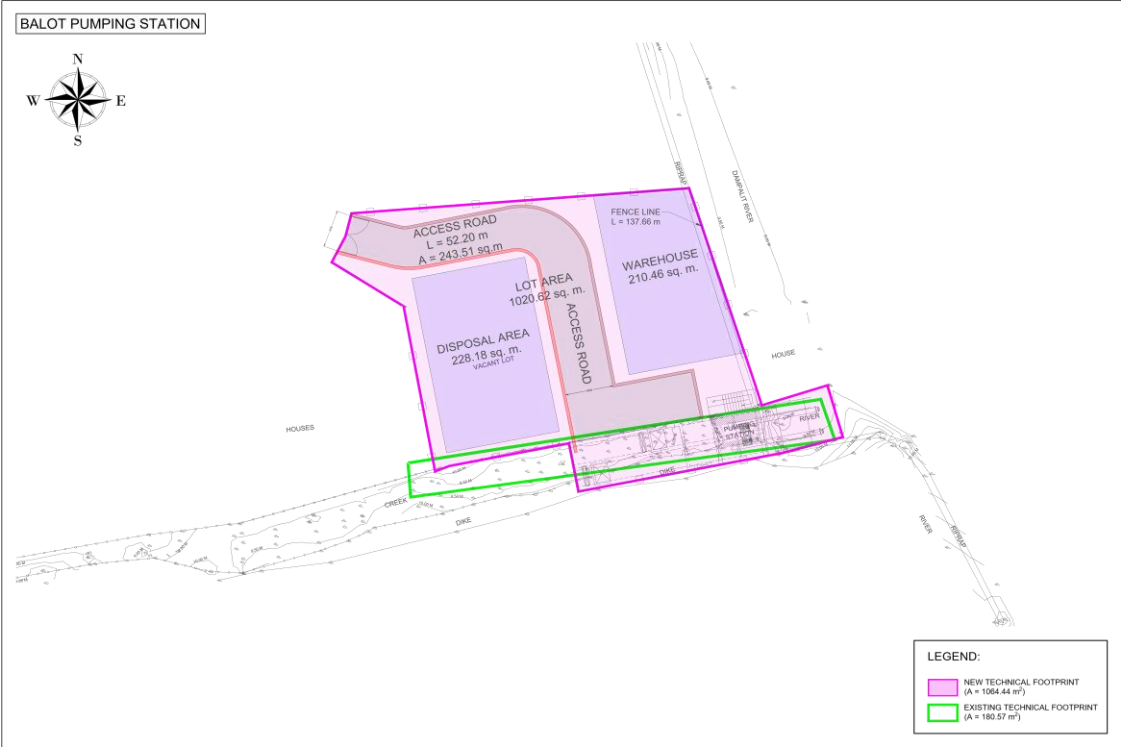 BALOT PUMPING STATION
N
W
E
S
RIPRAP
DAMPALIT RIVER
FENCE LINE
L = 137.66 m
ACCESS ROAD
L = 52.20 m
A = 243.51 sq.m
WAREHOUSE
210.46 sq. m.
LOT AREA
1020.62 sq. m.
ACCESS ROAD
DISPOSAL AREA
228.18 sq. m.
VACANT LOT
HOUSE
HOUSES
RIVER
PUMPING
STATION
DIKE
CREEK
DIKE
RIVER
RIPRAP
LEGEND:
NEW TECHNICAL FOOTPRINT
(A = 1064.44 m²)
EXISTING TECHNICAL FOOTPRINT
(A = 180.57 m²)